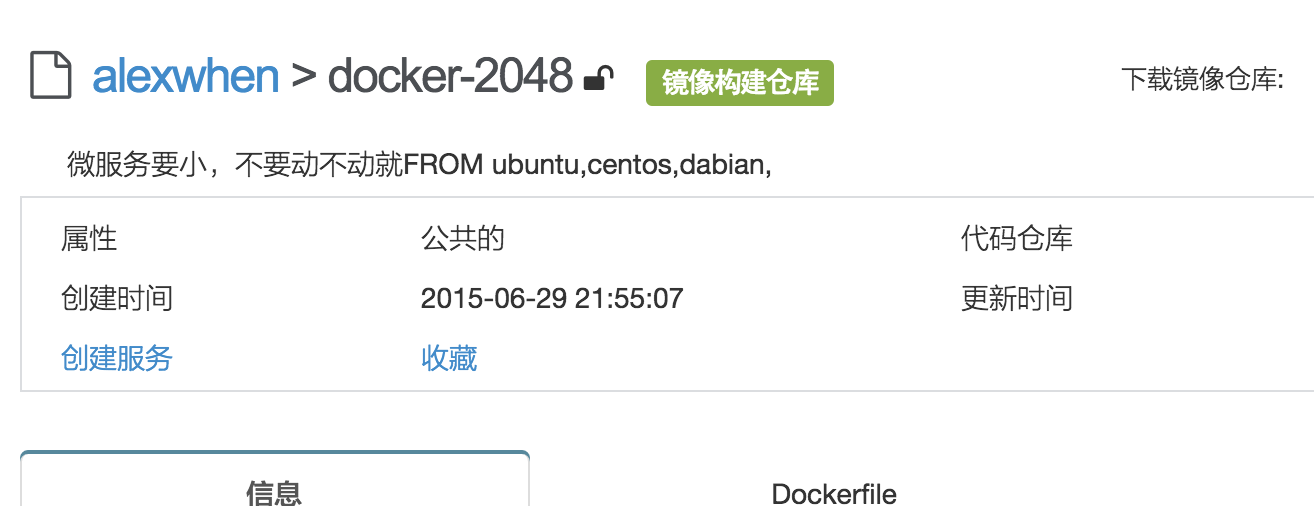 alexwhen > docker-2048 镜像构建仓库 下载镜像仓库:
微服务要小，不要动不动就FROM ubuntu,centos,dabian,
属性 公共的 代码仓库
创建时间 2015-06-29 21:55:07 更新时间
创建服务 收藏
信息 Dockerfile